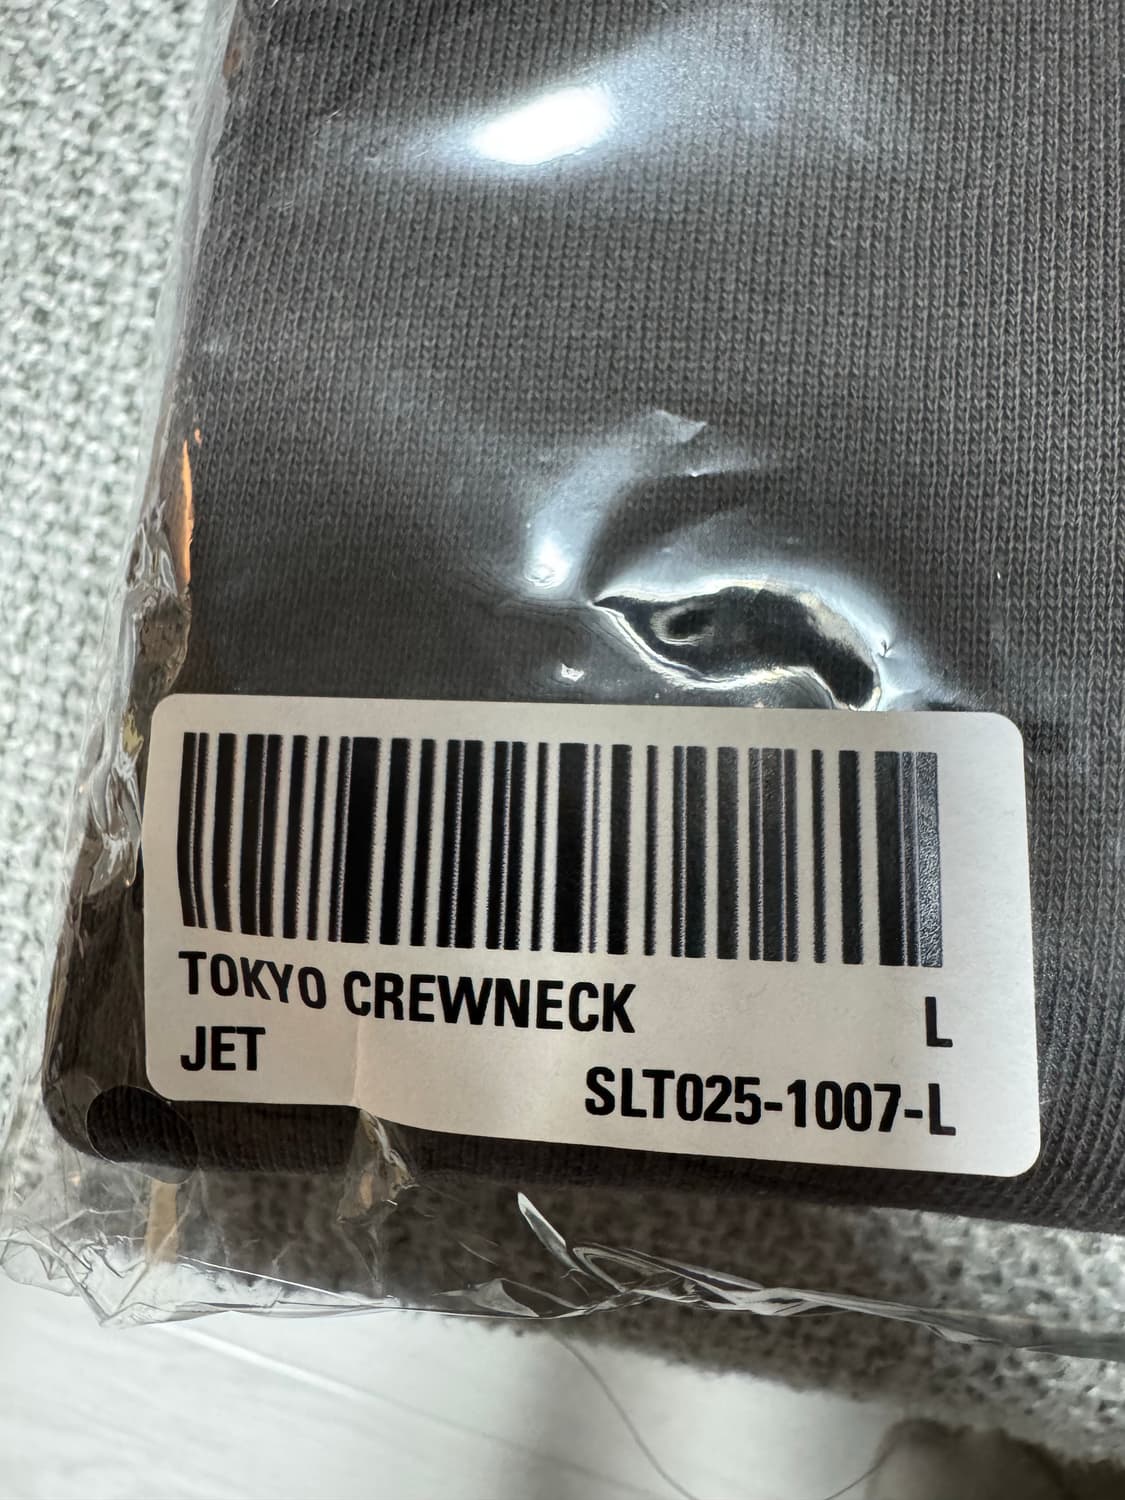 TOKYO CREWNECK L
JET
SLT025-1007-L